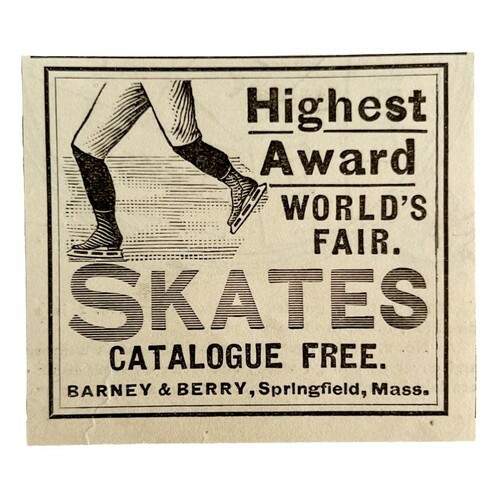 Highest
Award
WORLD'S
FAIR.
SKATES
CATALOGUE FREE.
BARNEY & BERRY, Springfield, Mass.